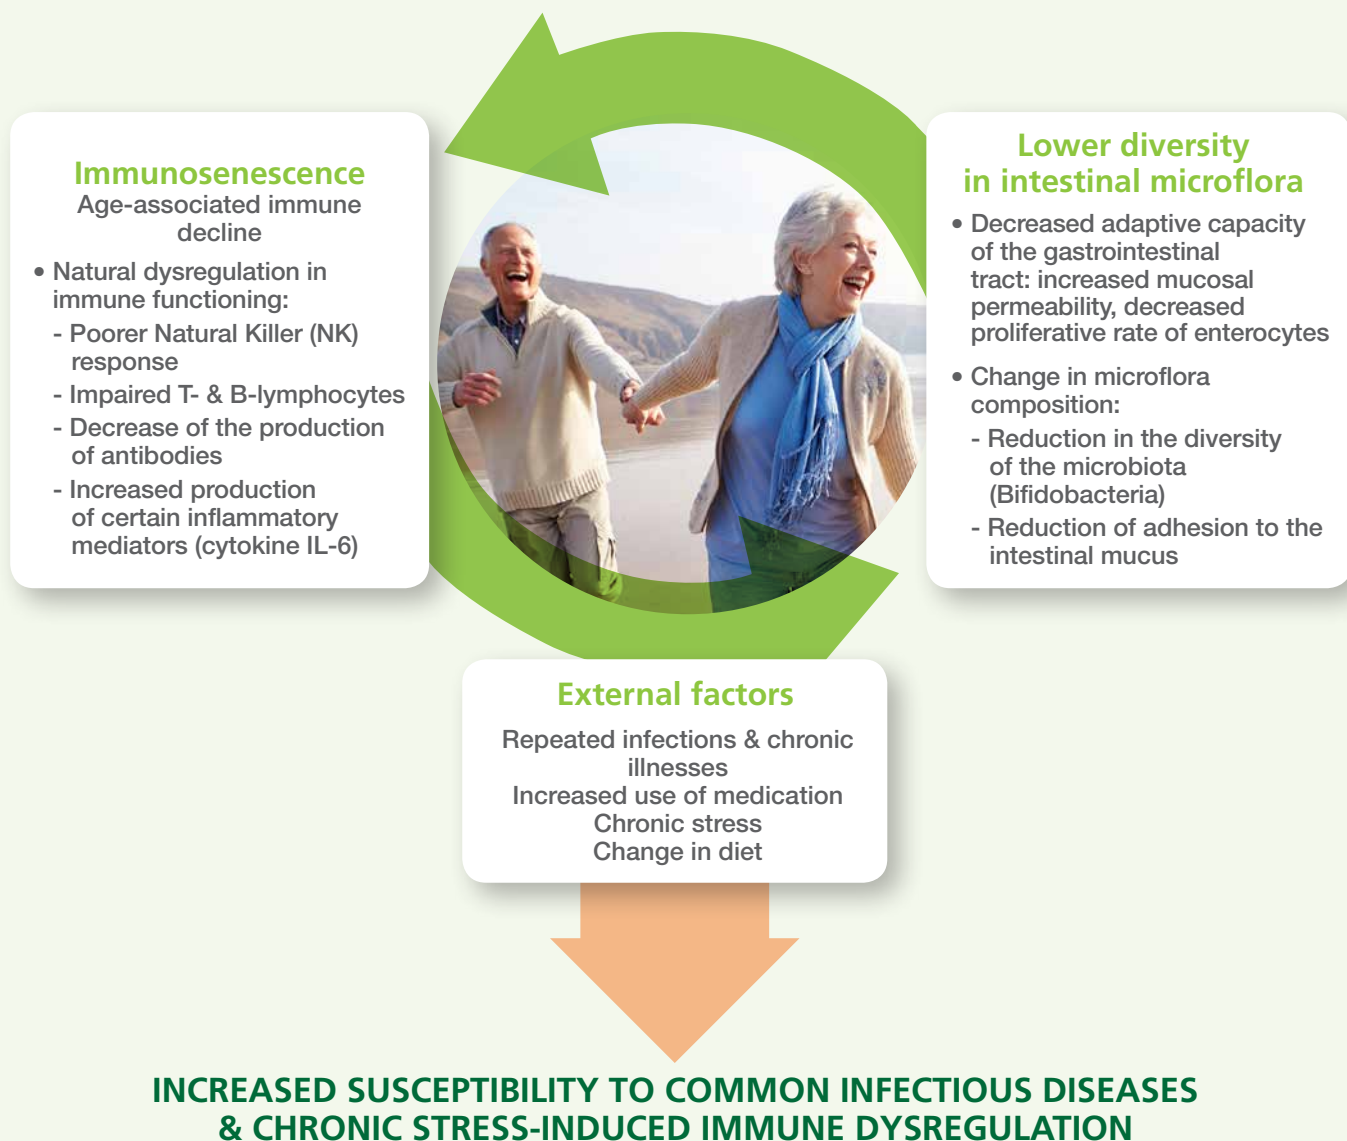 Immunosenescence
Age-associated immune
decline
• Natural dysregulation in
immune functioning:
- Poorer Natural Killer (NK)
response
- Impaired T- & B-lymphocytes
- Decrease of the production
of antibodies
- Increased production
of certain inflammatory
mediators (cytokine IL-6)
Lower diversity
in intestinal microflora
• Decreased adaptive capacity
of the gastrointestinal
tract: increased mucosal
permeability, decreased
proliferative rate of enterocytes
• Change in microflora
composition:
- Reduction in the diversity
of the microbiota
(Bifidobacteria)
- Reduction of adhesion to the
intestinal mucus
External factors
Repeated infections & chronic
illnesses
Increased use of medication
Chronic stress
Change in diet
INCREASED SUSCEPTIBILITY TO COMMON INFECTIOUS DISEASES
& CHRONIC STRESS-INDUCED IMMUNE DYSREGULATION